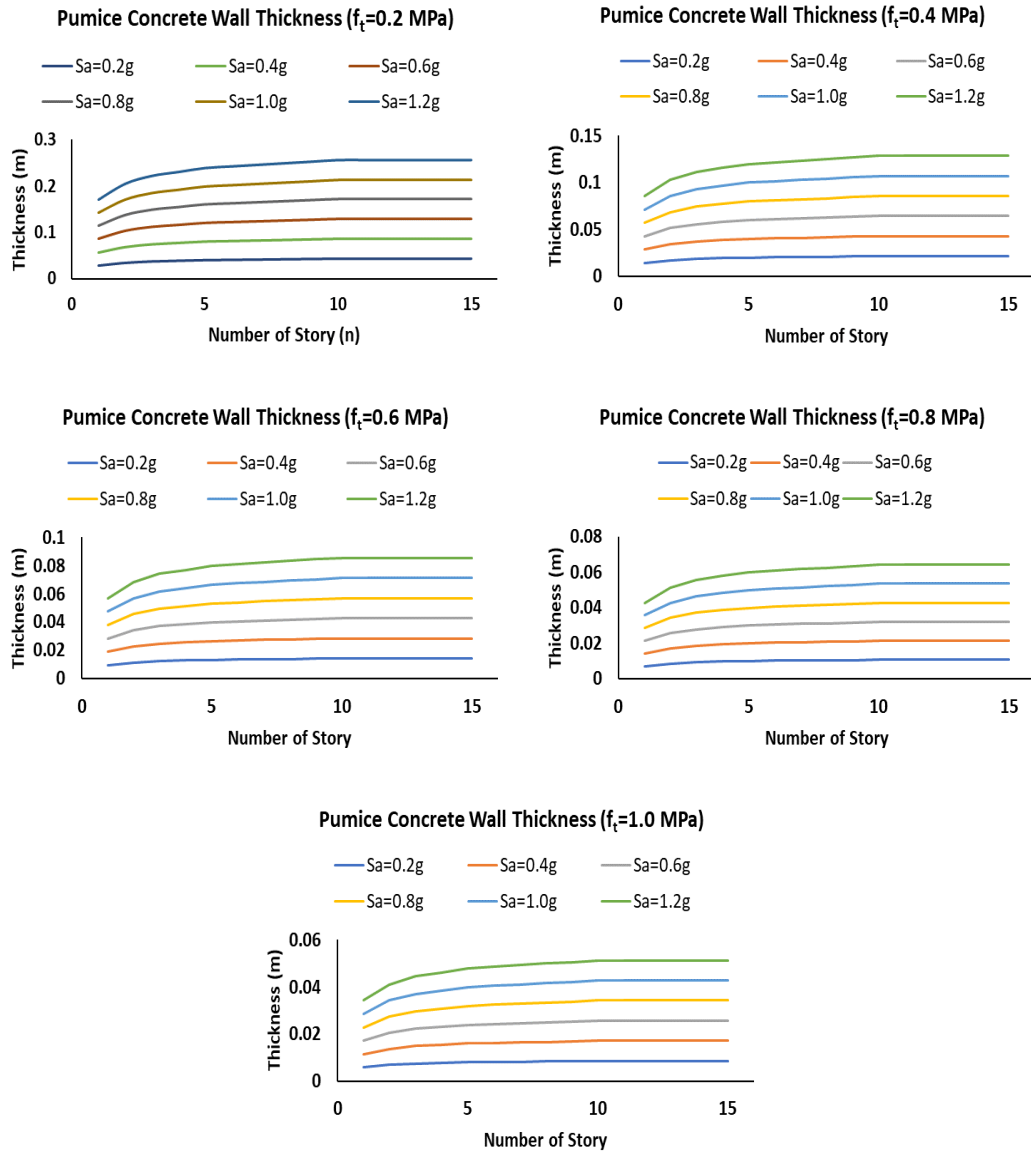 Pumice Concrete Wall Thickness (fₜ=0.2 MPa)
Sa=0.2g Sa=0.4g Sa=0.6g
Sa=0.8g Sa=1.0g Sa=1.2g
0.3
0.2
0.1
0
Thickness (m)
0 5 10 15
Number of Story (n)
Pumice Concrete Wall Thickness (fₜ=0.4 MPa)
Sa=0.2g Sa=0.4g Sa=0.6g
Sa=0.8g Sa=1.0g Sa=1.2g
0.15
0.1
0.05
0
Thickness (m)
0 5 10 15
Number of Story
Pumice Concrete Wall Thickness (fₜ=0.6 MPa)
Sa=0.2g Sa=0.4g Sa=0.6g
Sa=0.8g Sa=1.0g Sa=1.2g
0.1
0.08
0.06
0.04
0.02
0
Thickness (m)
0 5 10 15
Number of Story
Pumice Concrete Wall Thickness (fₜ=0.8 MPa)
Sa=0.2g Sa=0.4g Sa=0.6g
Sa=0.8g Sa=1.0g Sa=1.2g
0.08
0.06
0.04
0.02
0
Thickness (m)
0 5 10 15
Number of Story
Pumice Concrete Wall Thickness (fₜ=1.0 MPa)
Sa=0.2g Sa=0.4g Sa=0.6g
Sa=0.8g Sa=1.0g Sa=1.2g
0.06
0.04
0.02
0
Thickness (m)
0 5 10 15
Number of Story